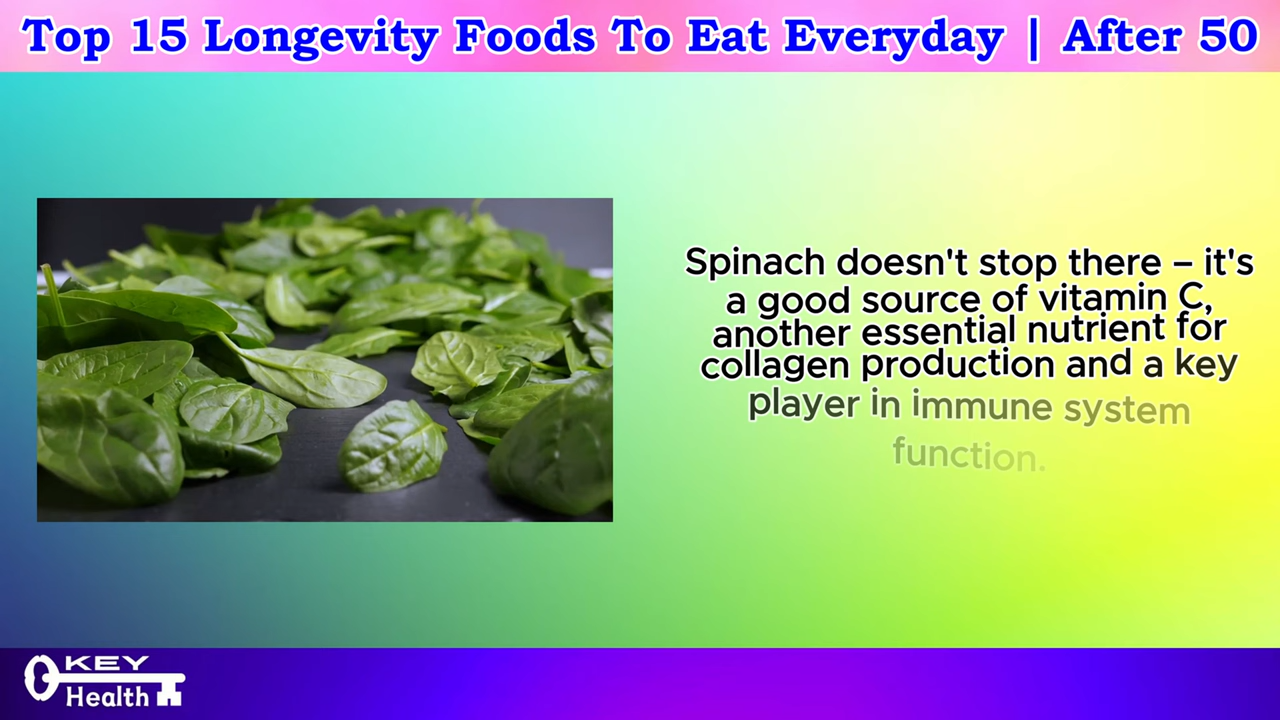 Top 15 Longevity Foods To Eat Everyday | After 50
Spinach doesn't stop there – it's
a good source of vitamin C,
another essential nutrient for
collagen production and a key
player in immune system
function.
KEY
Health